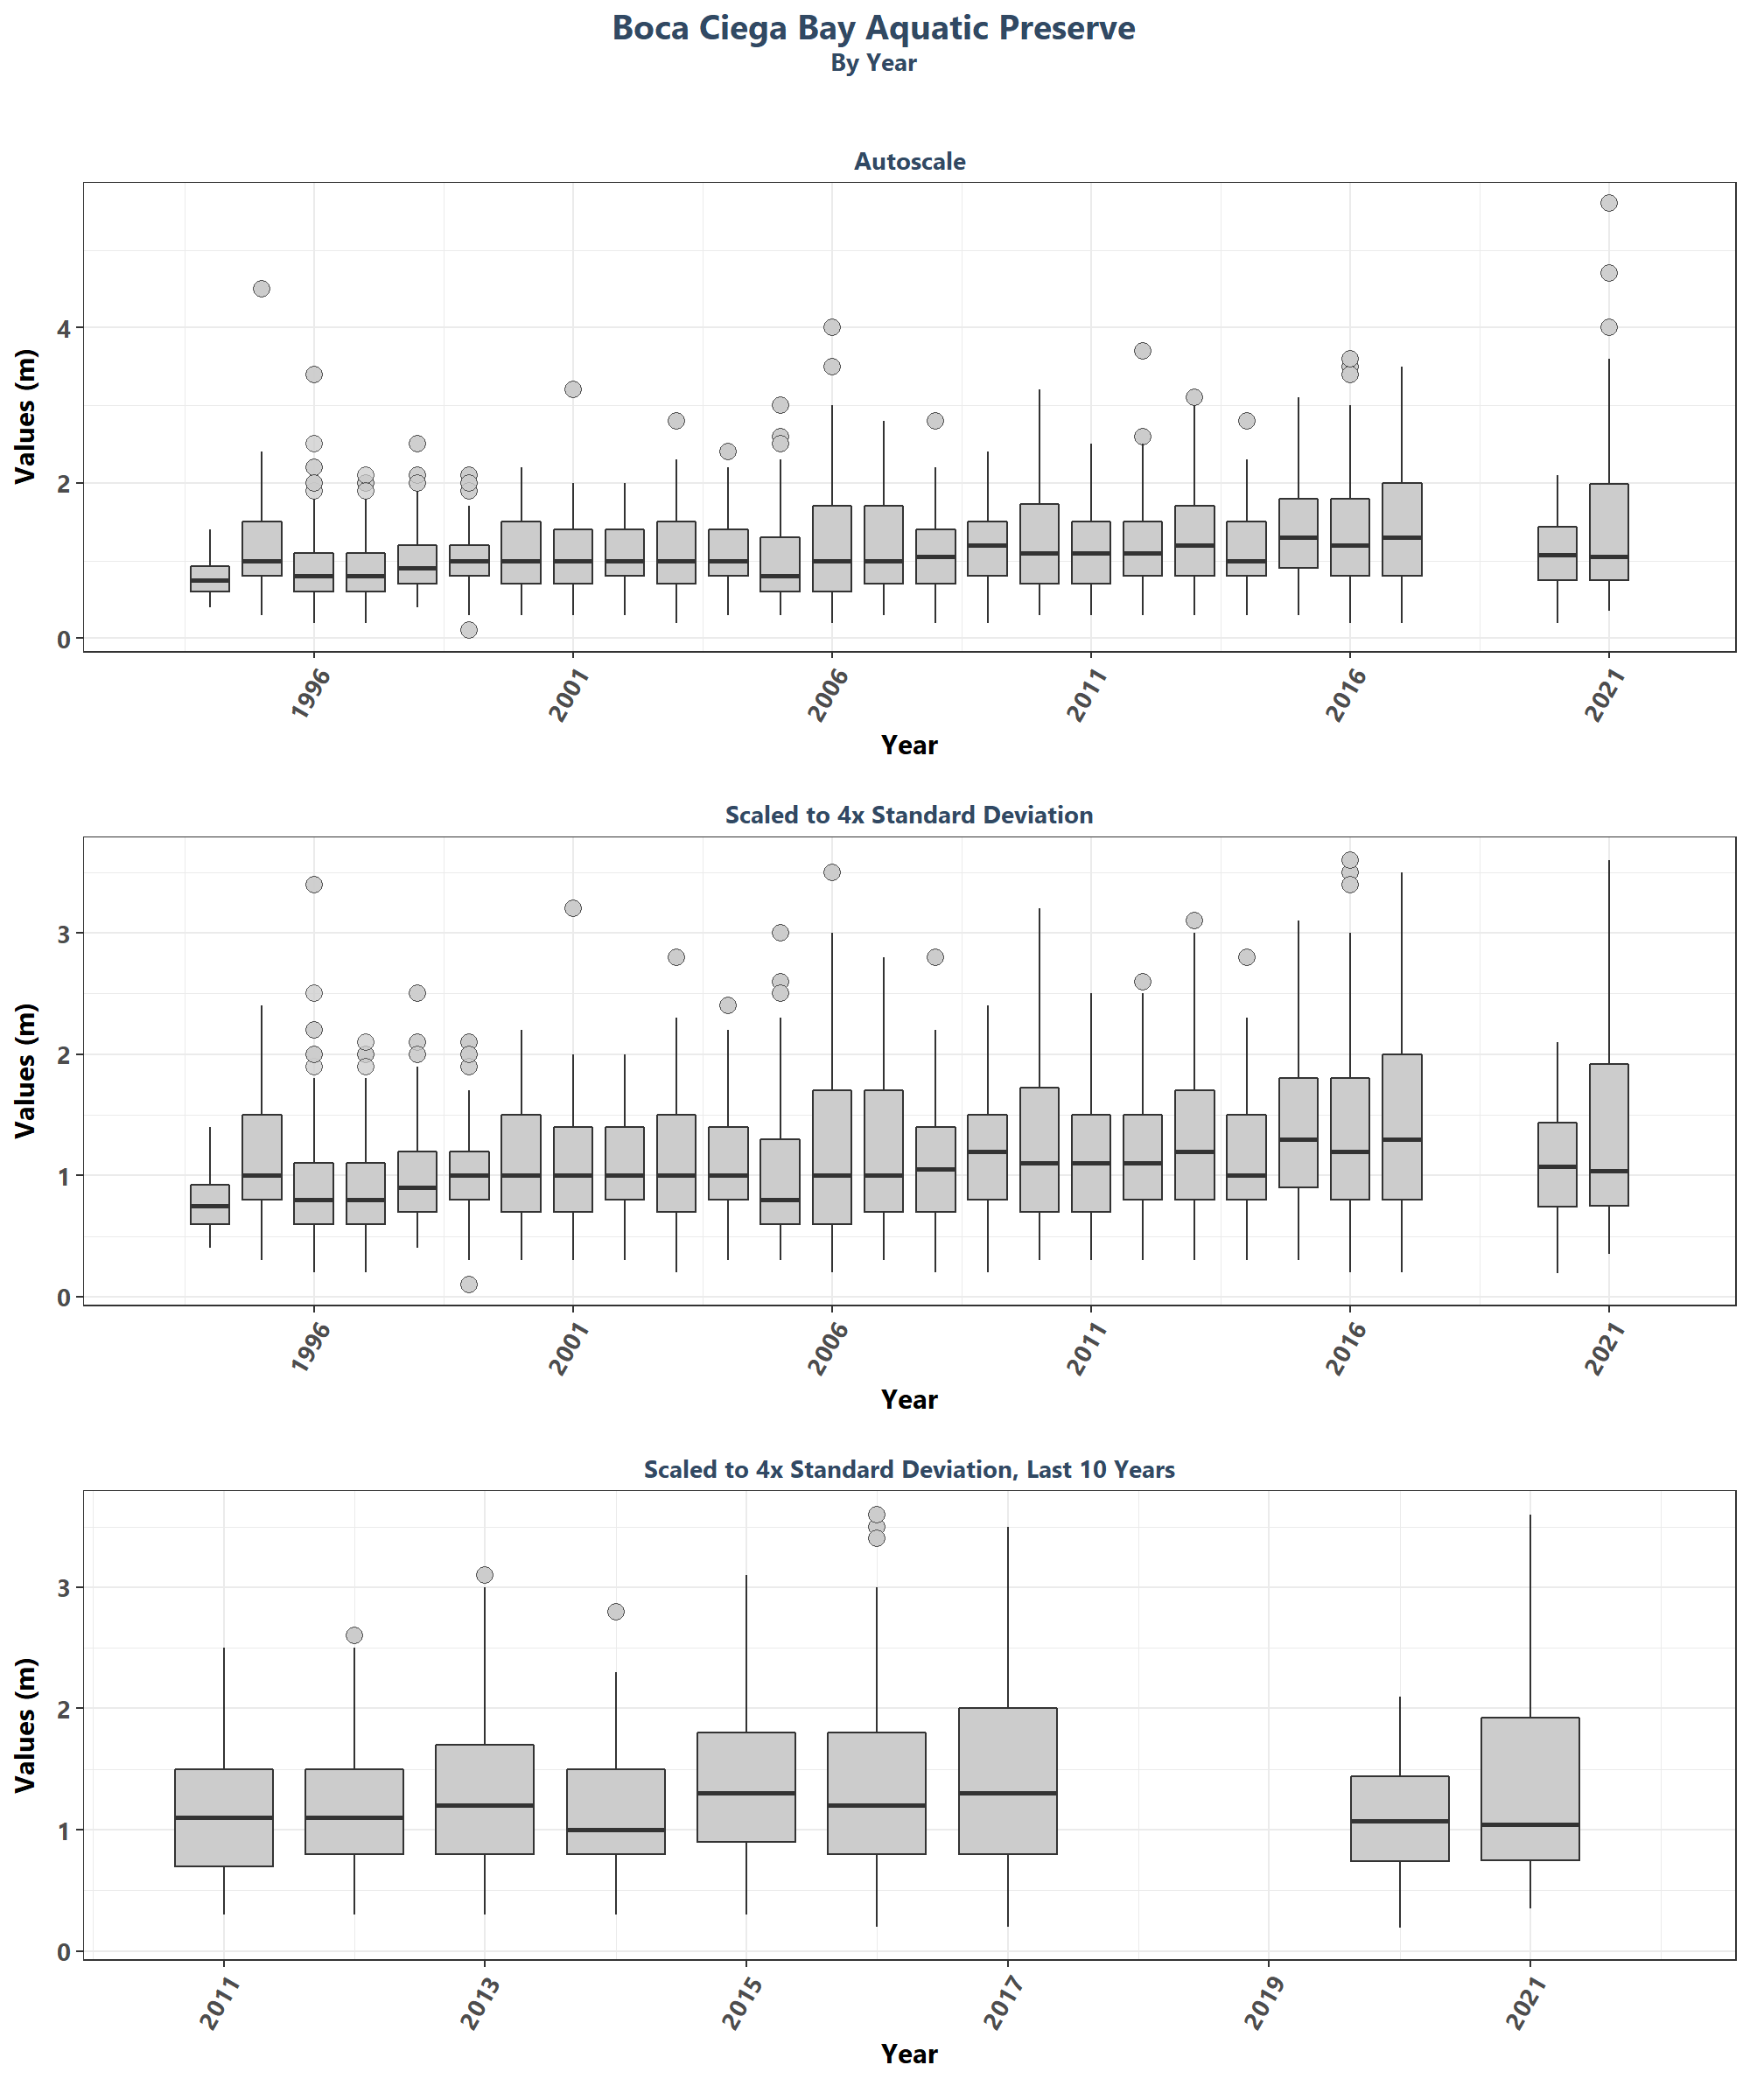 Boca Ciega Bay Aquatic Preserve
By Year
Autoscale
Values (m)
4
2
0
1996 2001 2006 2011 2016 2021
Year
Scaled to 4x Standard Deviation
Values (m)
3
2
1
0
1996 2001 2006 2011 2016 2021
Year
Scaled to 4x Standard Deviation, Last 10 Years
Values (m)
3
2
1
0
2011 2013 2015 2017 2019 2021
Year